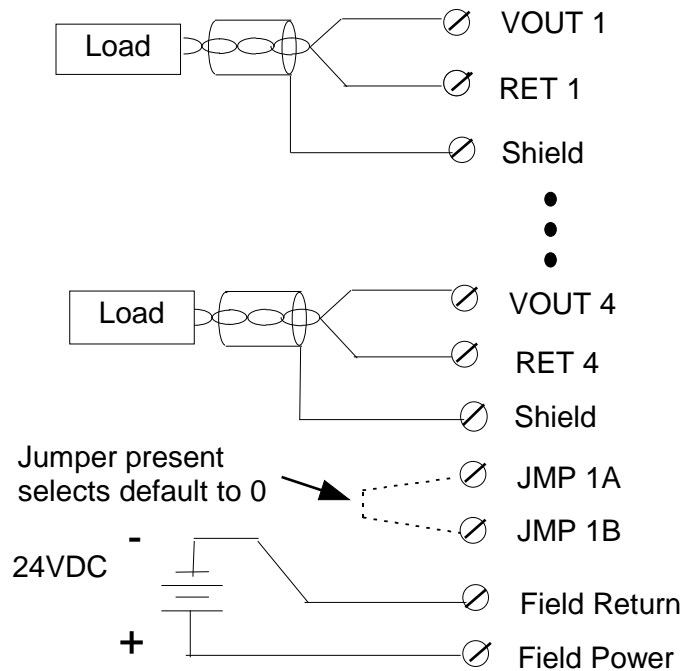 Load
VOUT 1
RET 1
Shield
Load
VOUT 4
RET 4
Shield
Jumper present
selects default to 0
JMP 1A
JMP 1B
-
24VDC
+
Field Return
Field Power